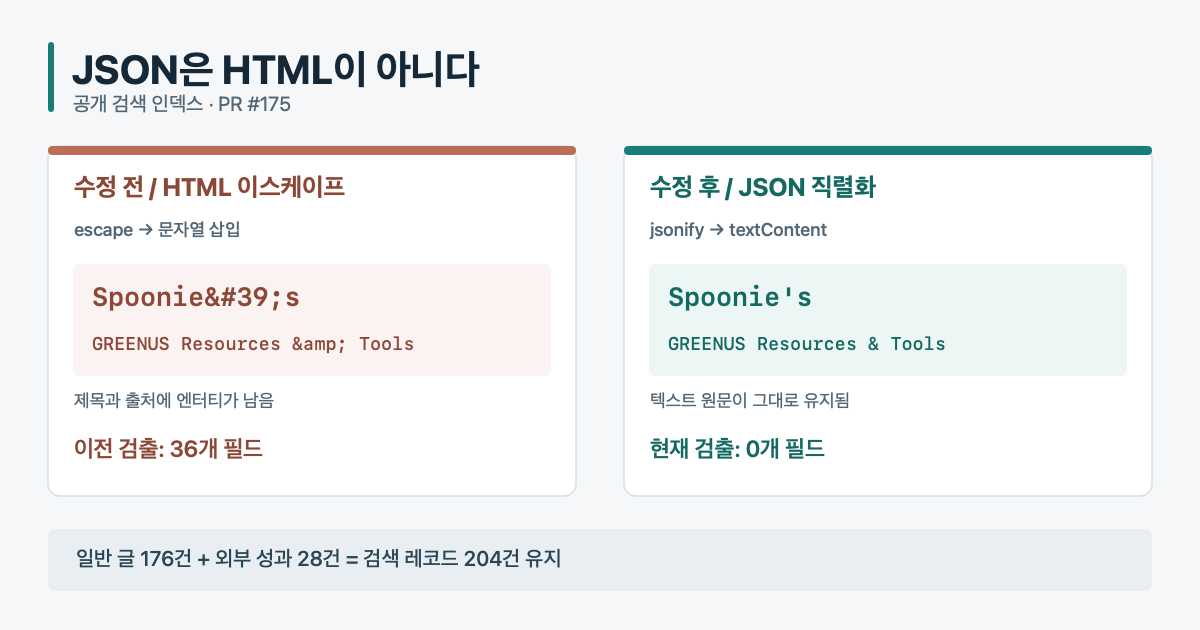 JSON은 HTML이 아니다
공개 검색 인덱스 · PR #175
수정 전 / HTML 이스케이프
escape → 문자열 삽입
Spoonie&#39;s
GREENUS Resources &amp; Tools
제목과 출처에 엔터티가 남음
이전 검출: 36개 필드
수정 후 / JSON 직렬화
jsonify → textContent
Spoonie's
GREENUS Resources & Tools
텍스트 원문이 그대로 유지됨
현재 검출: 0개 필드
일반 글 176건 + 외부 성과 28건 = 검색 레코드 204건 유지